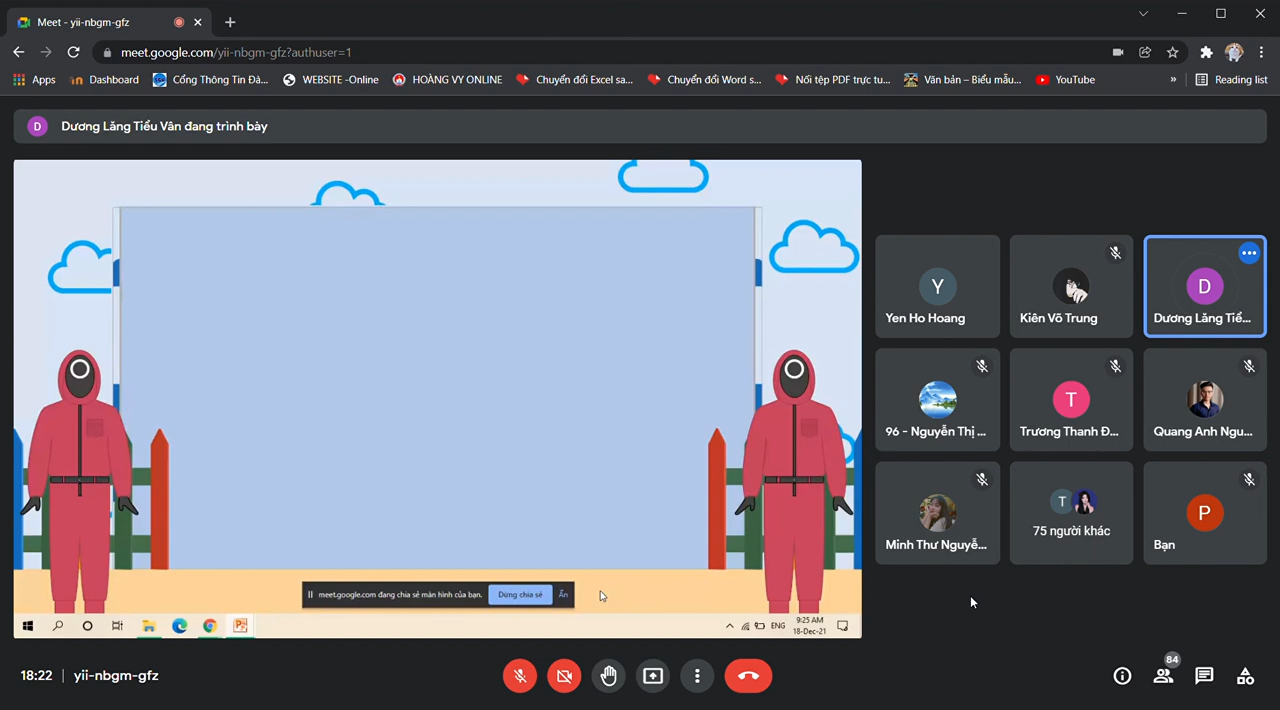 Meet - yii-nbgm-gfz
meet.google.com/yii-nbgm-gfz?authuser=1
Apps
Dashboard
Cổng Thông Tin Đà...
WEBSITE -Online
HOÀNG VY ONLINE
Chuyển đổi Excel sa...
Chuyển đổi Word s...
Nối tệp PDF trực tu...
Văn bản – Biểu mẫu...
YouTube
»
Reading list
D
Dương Lăng Tiểu Vân đang trình bày
Y
Yen Ho Hoang
Kiên Võ Trung
D
Dương Lăng Tiể...
96 - Nguyễn Thị ...
T
Trương Thanh Đ...
Quang Anh Ngu...
Minh Thư Nguyễ...
T
75 người khác
P
Bạn
meet.google.com đang chia sẻ màn hình của bạn.
Dừng chia sẻ
Ẩn
ENG
9:25 AM
18-Dec-21
18:22
yii-nbgm-gfz
84